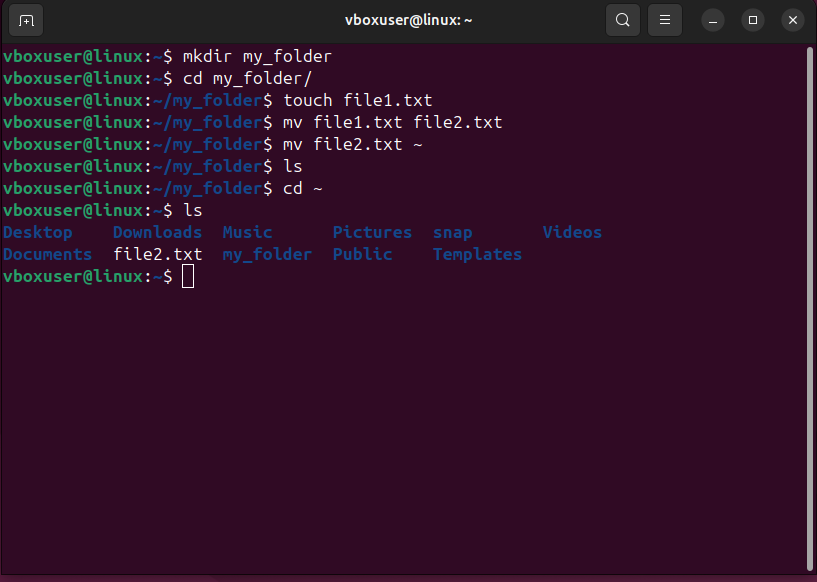 vboxuser@linux: ~
vboxuser@linux:~$ mkdir my_folder
vboxuser@linux:~$ cd my_folder/
vboxuser@linux:~/my_folder$ touch file1.txt
vboxuser@linux:~/my_folder$ mv file1.txt file2.txt
vboxuser@linux:~/my_folder$ mv file2.txt ~
vboxuser@linux:~/my_folder$ ls
vboxuser@linux:~/my_folder$ cd ~
vboxuser@linux:~$ ls
Desktop    Downloads  Music      Pictures  snap       Videos
Documents  file2.txt  my_folder  Public    Templates
vboxuser@linux:~$